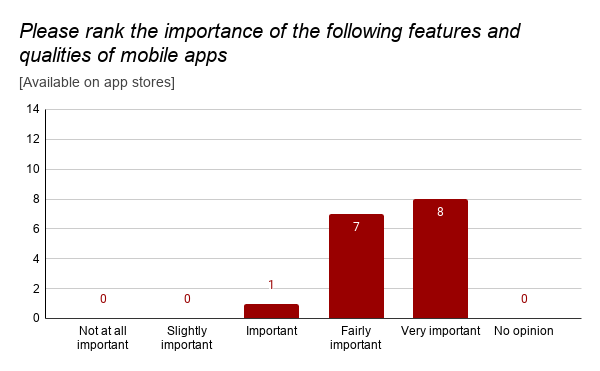 Please rank the importance of the following features and
qualities of mobile apps
[Available on app stores]
14
12
10
8
6
4
2
0
0
0
1
7
8
0
Not at all
important
Slightly
important
Important
Fairly
important
Very important
No opinion